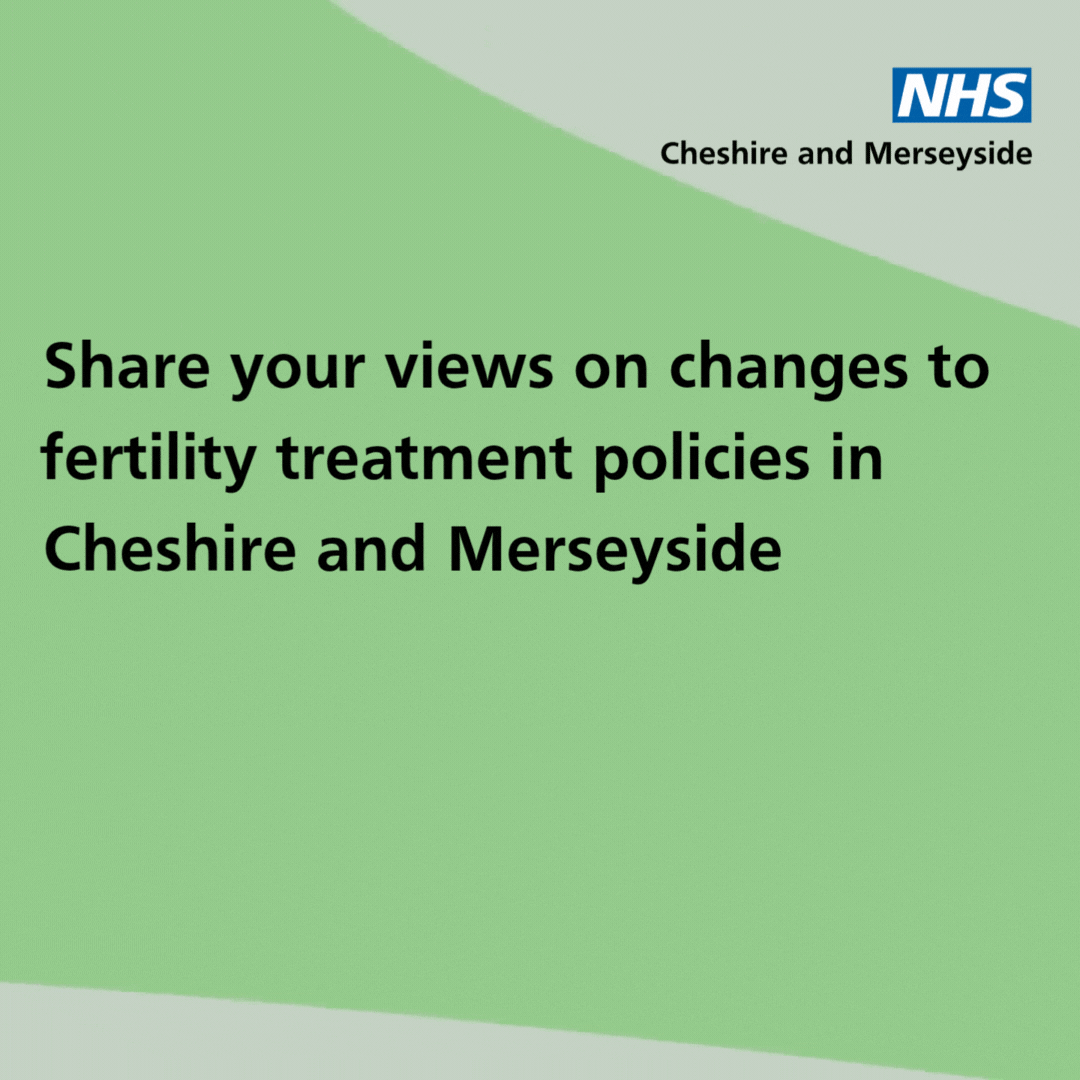 NHS
Cheshire and Merseyside
Share your views on changes to
fertility treatment policies in
Cheshire and Merseyside